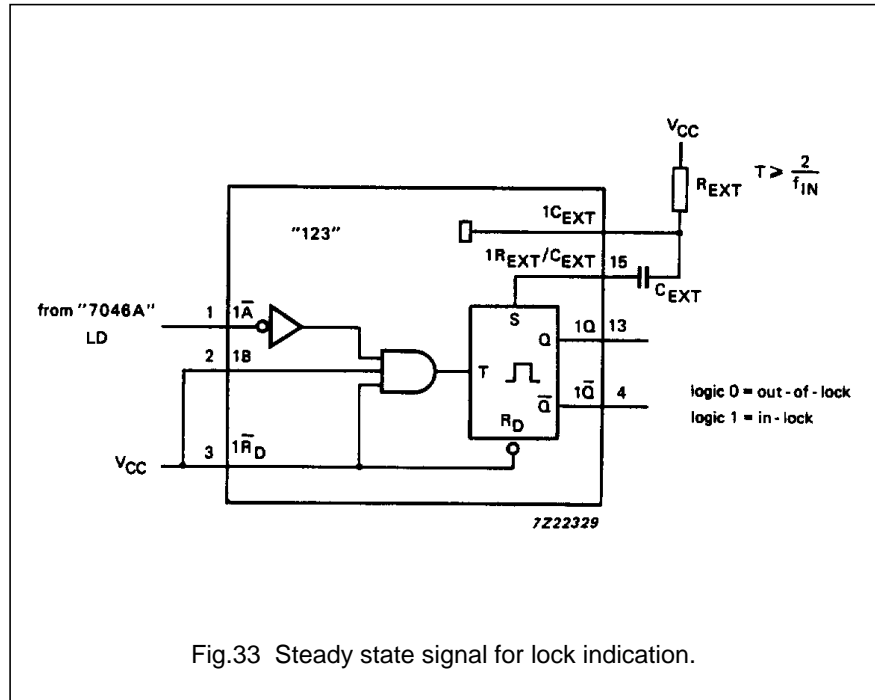 VCC
REXT T ⩾ 2/fIN
1CEXT
"123"
1REXT/CEXT 15
CEXT
from "7046A" 1 1A̅
LD
S
Q 1Q 13
2 1B
T
Q̅ 1Q̅ 4
logic 0 = out-of-lock
logic 1 = in-lock
RD
VCC 3 1R̅D
7Z22329
Fig.33 Steady state signal for lock indication.